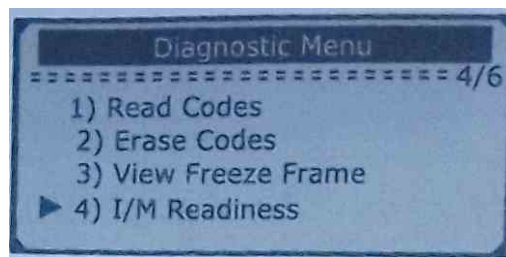 Diagnostic Menu
4/6
1) Read Codes
2) Erase Codes
3) View Freeze Frame
4) I/M Readiness